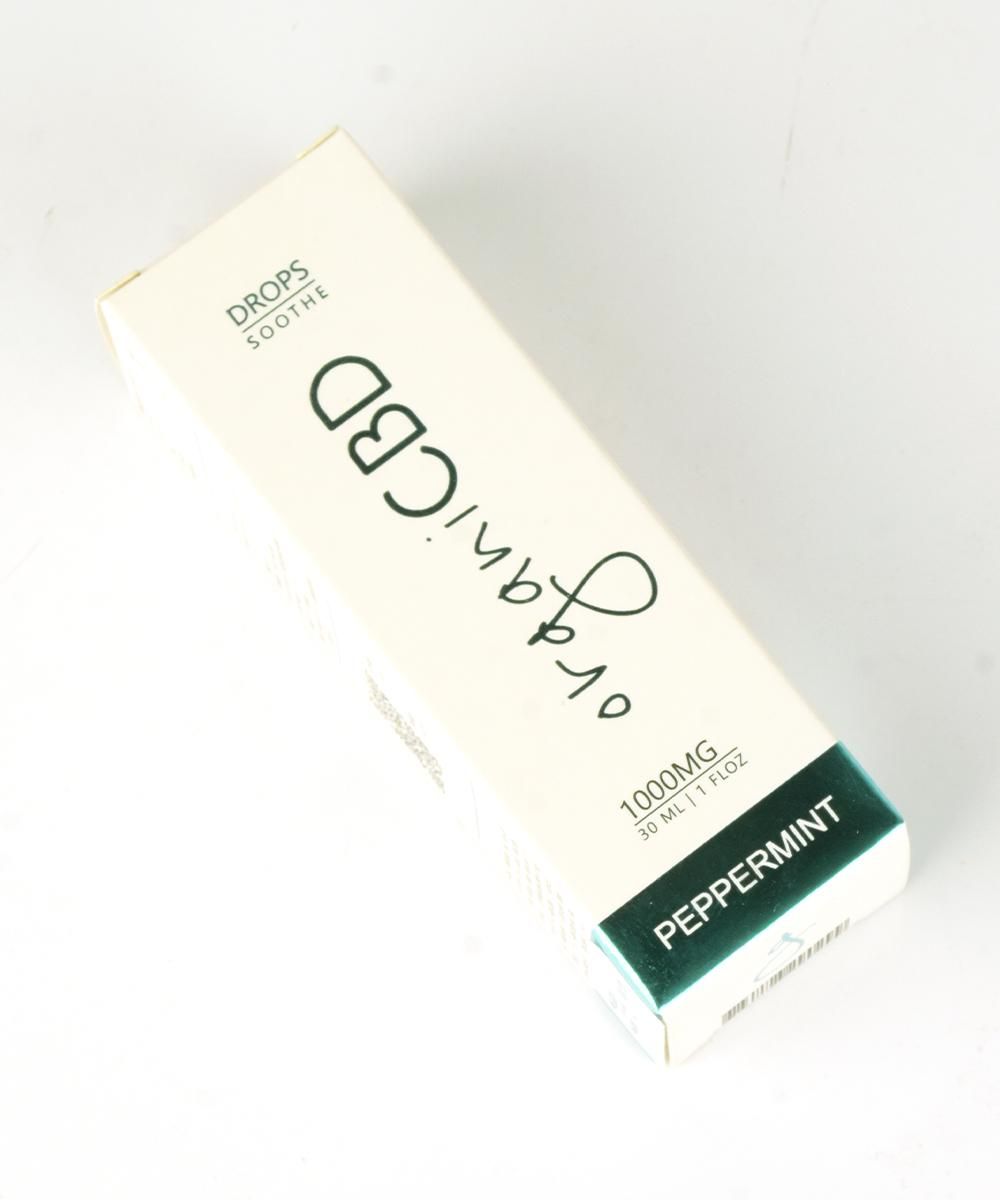 DROPS
SOOTHE
organiCBD
1000MG
30 ML | 1 FLOZ
PEPPERMINT